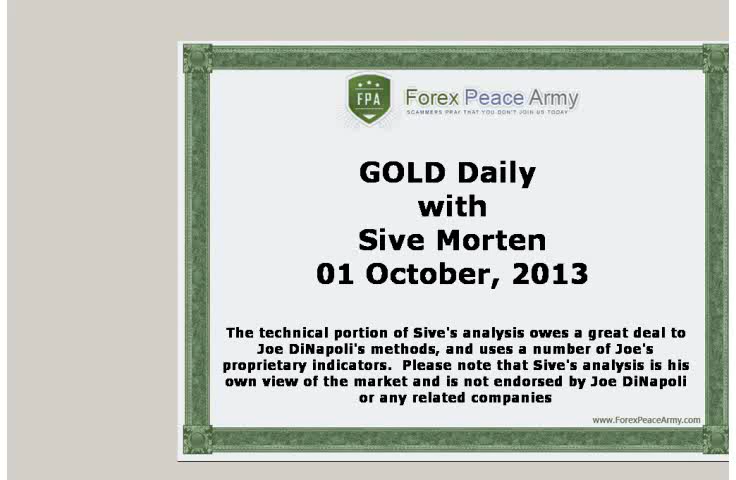 FPA
Forex Peace Army
SCAMMERS PRAY THAT YOU DON'T JOIN US TODAY
GOLD Daily
with
Sive Morten
01 October, 2013
The technical portion of Sive's analysis owes a great deal to
Joe DiNapoli's methods, and uses a number of Joe's
proprietary indicators.  Please note that Sive's analysis is his
own view of the market and is not endorsed by Joe DiNapoli
or any related companies
www.ForexPeaceArmy.com